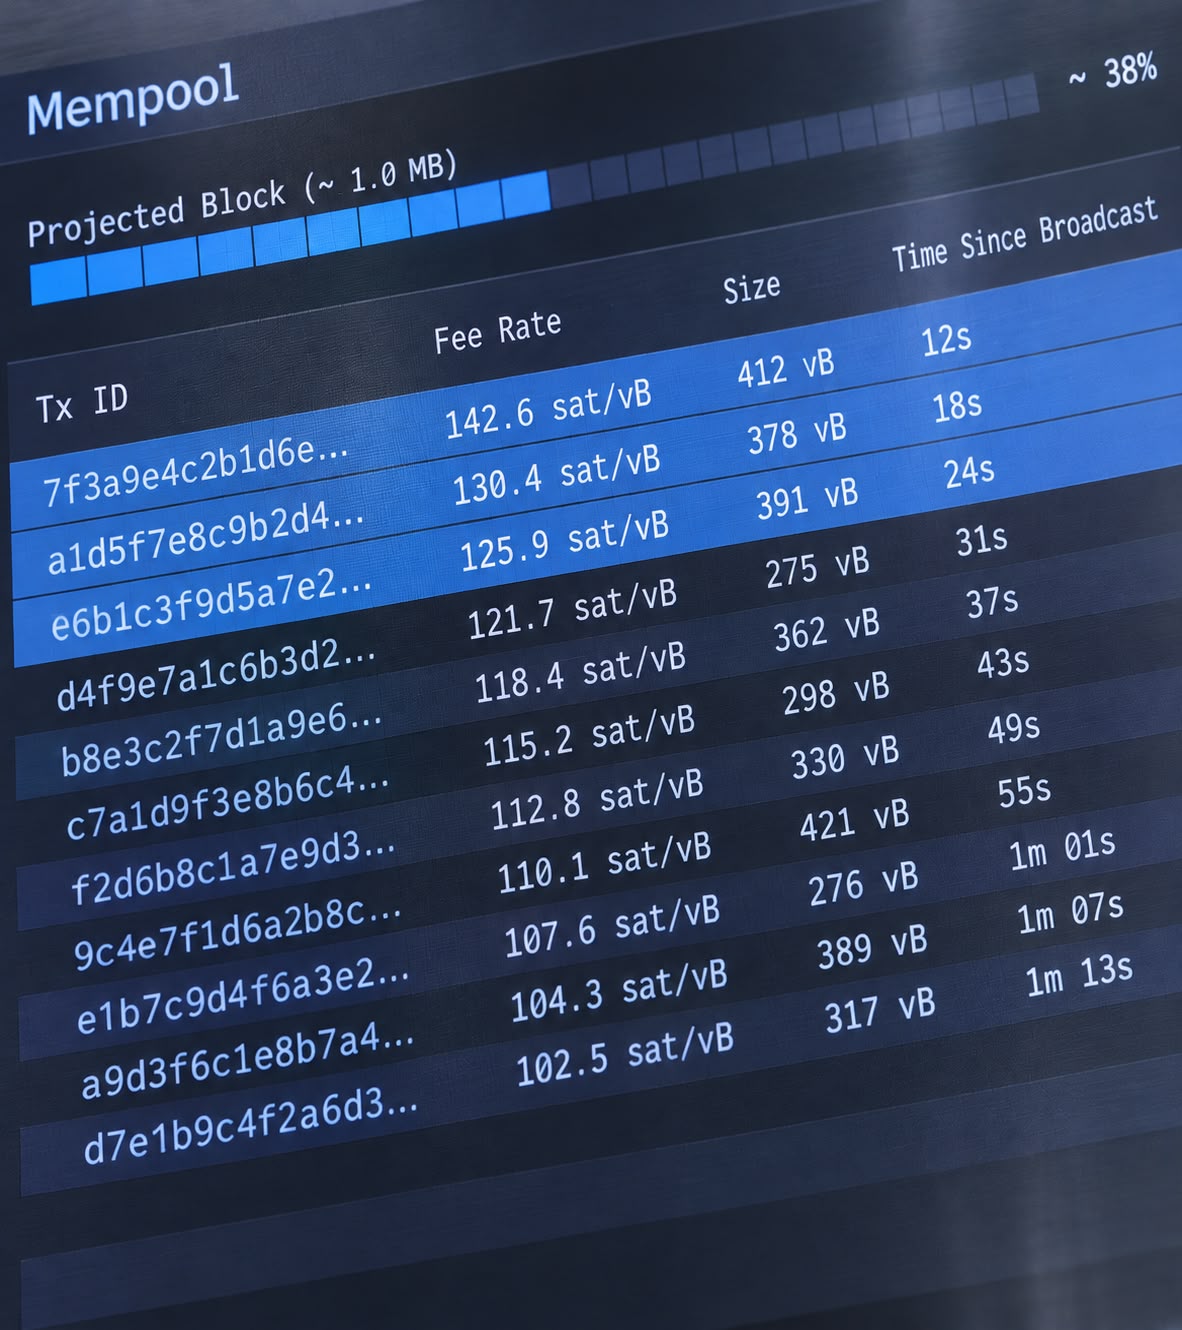 Mempool
Projected Block (~ 1.0 MB)
~ 38%
Tx ID Fee Rate Size Time Since Broadcast
7f3a9e4c2b1d6e... 142.6 sat/vB 412 vB 12s
a1d5f7e8c9b2d4... 130.4 sat/vB 378 vB 18s
e6b1c3f9d5a7e2... 125.9 sat/vB 391 vB 24s
d4f9e7a1c6b3d2... 121.7 sat/vB 275 vB 31s
b8e3c2f7d1a9e6... 118.4 sat/vB 362 vB 37s
c7a1d9f3e8b6c4... 115.2 sat/vB 298 vB 43s
f2d6b8c1a7e9d3... 112.8 sat/vB 330 vB 49s
9c4e7f1d6a2b8c... 110.1 sat/vB 421 vB 55s
e1b7c9d4f6a3e2... 107.6 sat/vB 276 vB 1m 01s
a9d3f6c1e8b7a4... 104.3 sat/vB 389 vB 1m 07s
d7e1b9c4f2a6d3... 102.5 sat/vB 317 vB 1m 13s